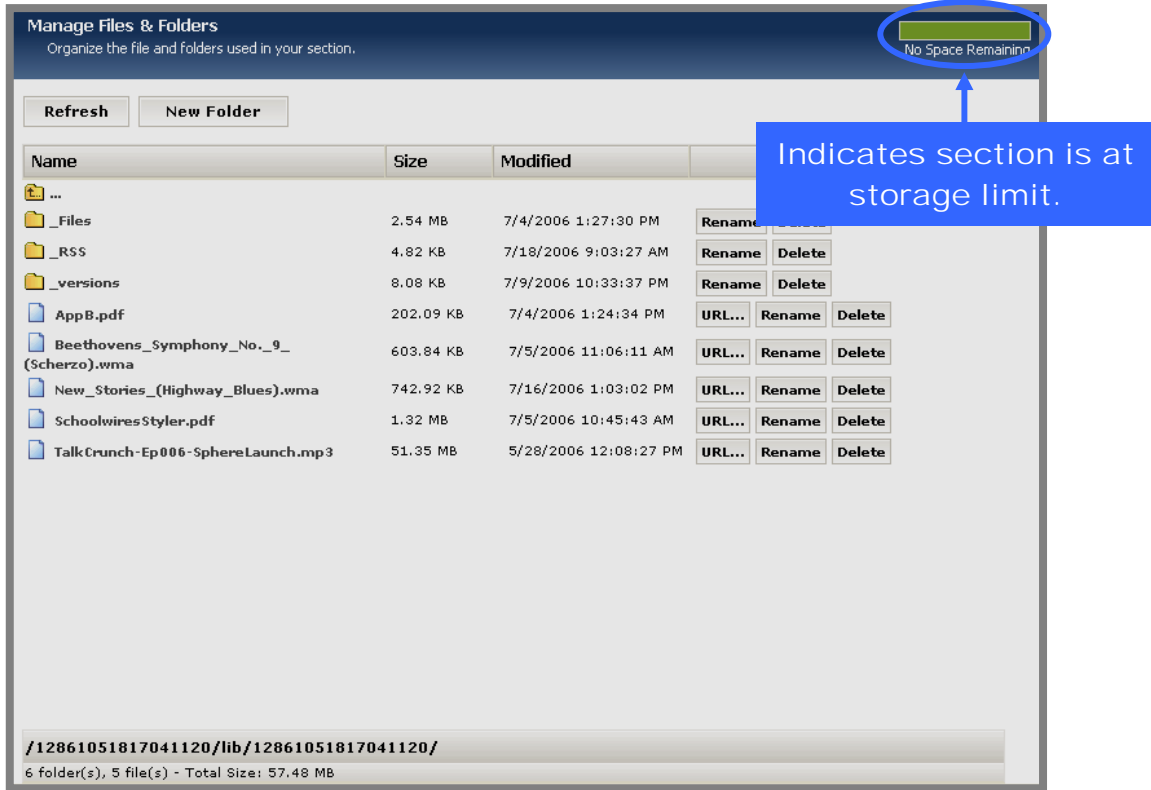 Manage Files & Folders
Organize the file and folders used in your section.
No Space Remaining
Refresh New Folder
Indicates section is at
storage limit.
Name Size Modified
...
_Files 2.54 MB 7/4/2006 1:27:30 PM Rename Delete
_RSS 4.82 KB 7/18/2006 9:03:27 AM Rename Delete
_versions 8.08 KB 7/9/2006 10:33:37 PM Rename Delete
AppB.pdf 202.09 KB 7/4/2006 1:24:34 PM URL... Rename Delete
Beethovens_Symphony_No._9_
(Scherzo).wma 603.84 KB 7/5/2006 11:06:11 AM URL... Rename Delete
New_Stories_(Highway_Blues).wma 742.92 KB 7/16/2006 1:03:02 PM URL... Rename Delete
SchoolwiresStyler.pdf 1.32 MB 7/5/2006 10:45:43 AM URL... Rename Delete
TalkCrunch-Ep006-SphereLaunch.mp3 51.35 MB 5/28/2006 12:08:27 PM URL... Rename Delete
/12861051817041120/lib/12861051817041120/
6 folder(s), 5 file(s) - Total Size: 57.48 MB